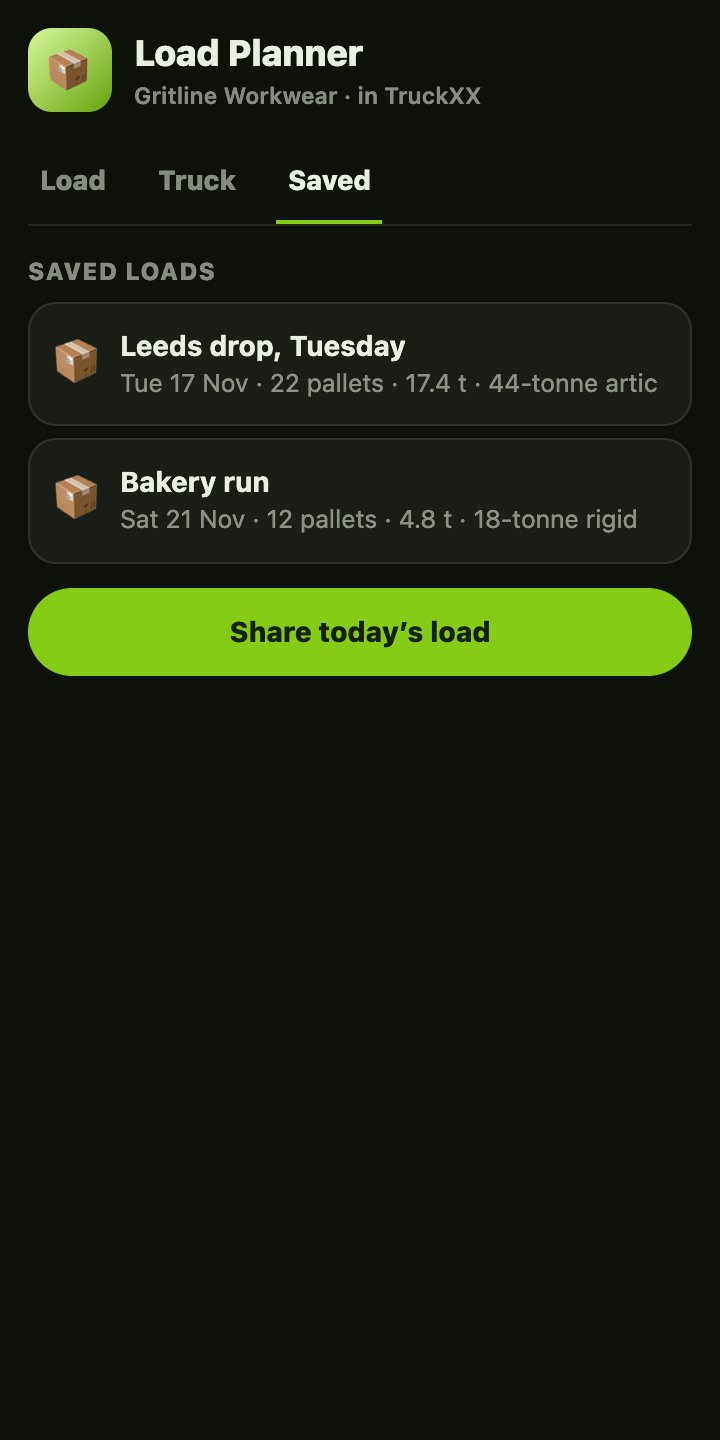 Load Planner
Gritline Workwear · in TruckXX
Load Truck Saved
SAVED LOADS
Leeds drop, Tuesday
Tue 17 Nov · 22 pallets · 17.4 t · 44-tonne artic
Bakery run
Sat 21 Nov · 12 pallets · 4.8 t · 18-tonne rigid
Share today’s load